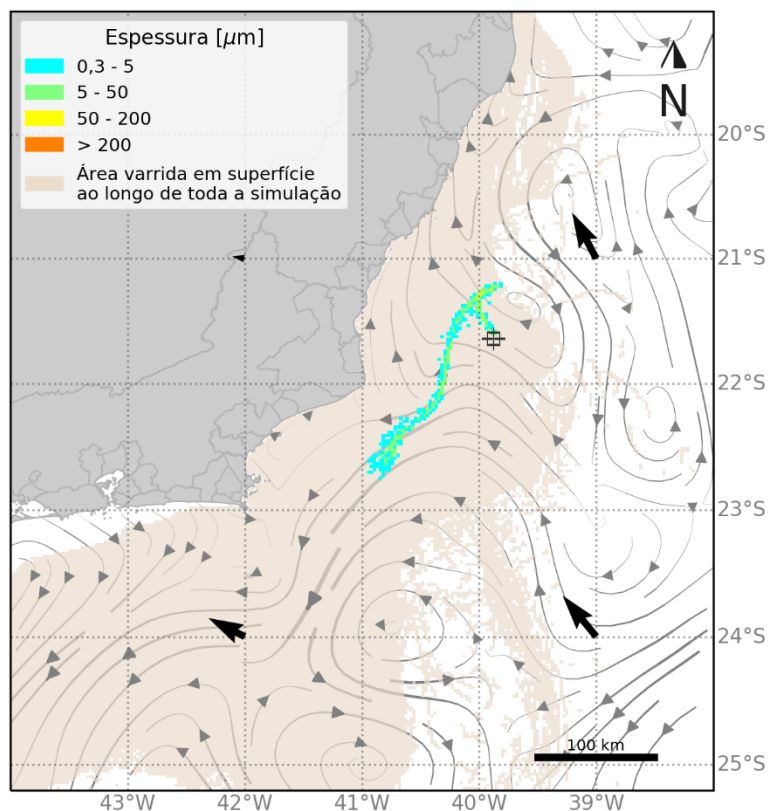 Espessura [μm]
0,3 - 5
5 - 50
50 - 200
> 200
Área varrida em superfície
ao longo de toda a simulação
N
20°S
21°S
22°S
23°S
24°S
25°S
100 km
43°W
42°W
41°W
40°W
39°W